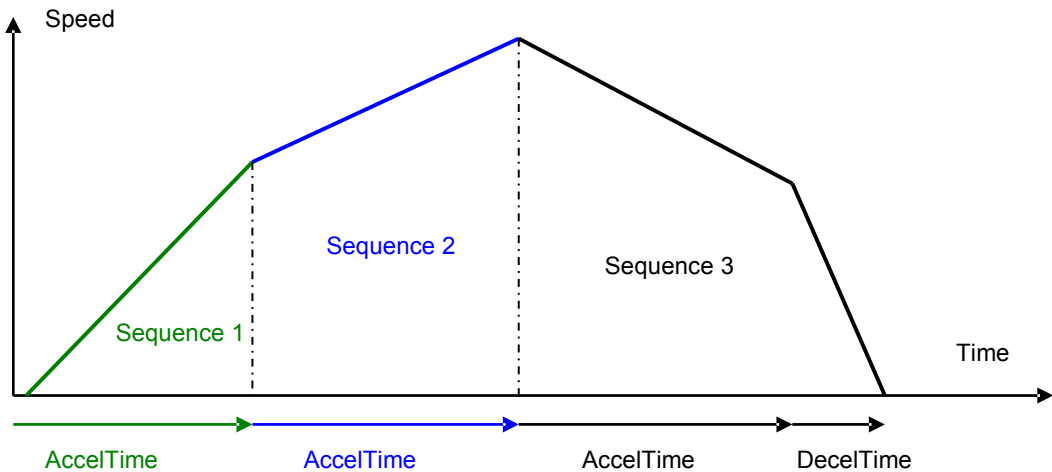 Speed
Sequence 2
Sequence 3
Sequence 1
Time
AccelTime
AccelTime
AccelTime
DecelTime